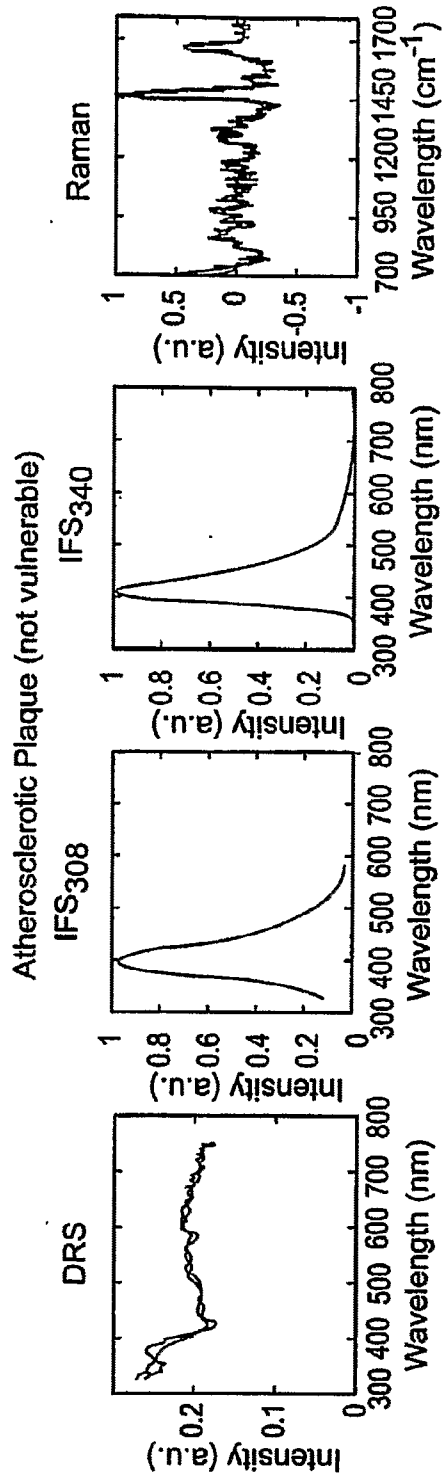 Atherosclerotic Plaque (not vulnerable)
DRS
Intensity (a.u.)
0.2
0.1
0
300 400 500 600 700 800
Wavelength (nm)
IFS308
Intensity (a.u.)
1
0.8
0.6
0.4
0.2
300 400 500 600 700 800
Wavelength (nm)
IFS340
Intensity (a.u.)
1
0.8
0.6
0.4
0.2
0
300 400 500 600 700 800
Wavelength (nm)
Raman
Intensity (a.u.)
1
0.5
0
-0.5
-1
700 950 1200 1450 1700
Wavelength (cm-1)